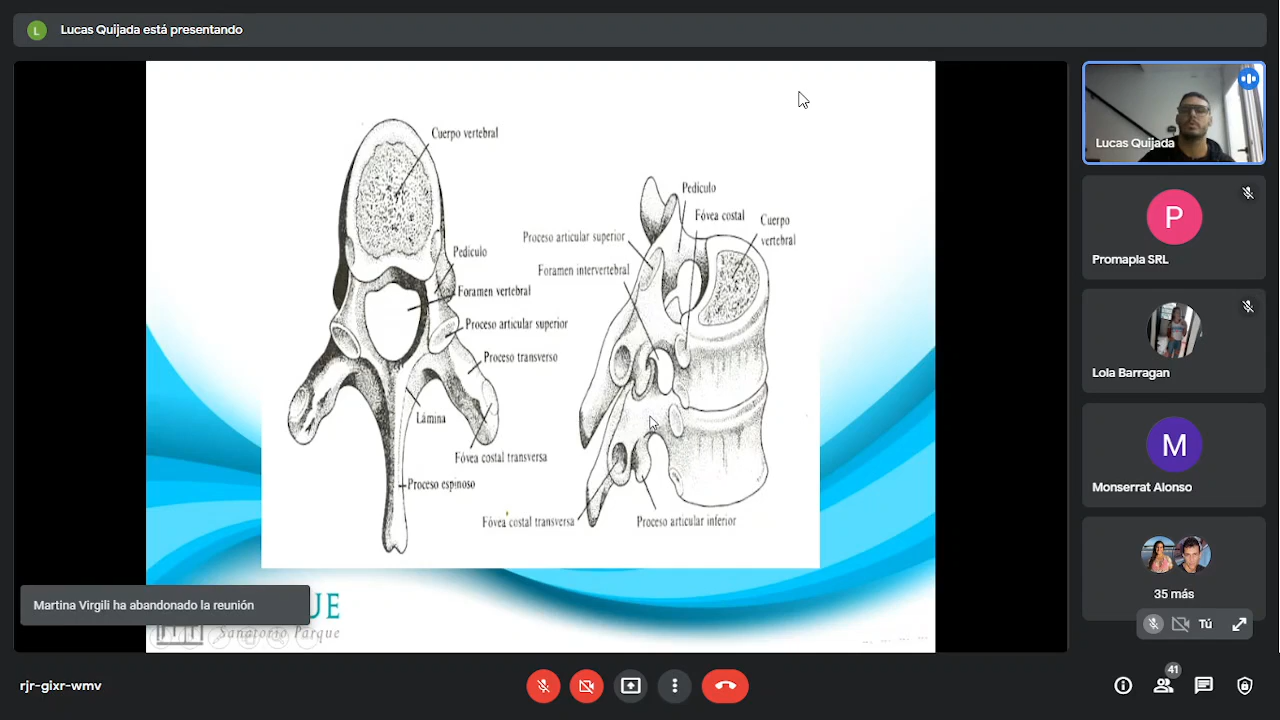 Lucas Quijada está presentando
L
Cuerpo vertebral
Pedículo
Foramen vertebral
Proceso articular superior
Proceso transverso
Lámina
Fóvea costal transversa
Proceso espinoso
Pedículo
Fóvea costal
Cuerpo
vertebral
Proceso articular superior
Foramen intervertebral
Fóvea costal transversa
Proceso articular inferior
UE
Sanatorio Parque
Martina Virgili ha abandonado la reunión
Lucas Quijada
P
Promapla SRL
Lola Barragan
M
Monserrat Alonso
35 más
Tú
rjr-gixr-wmv
41